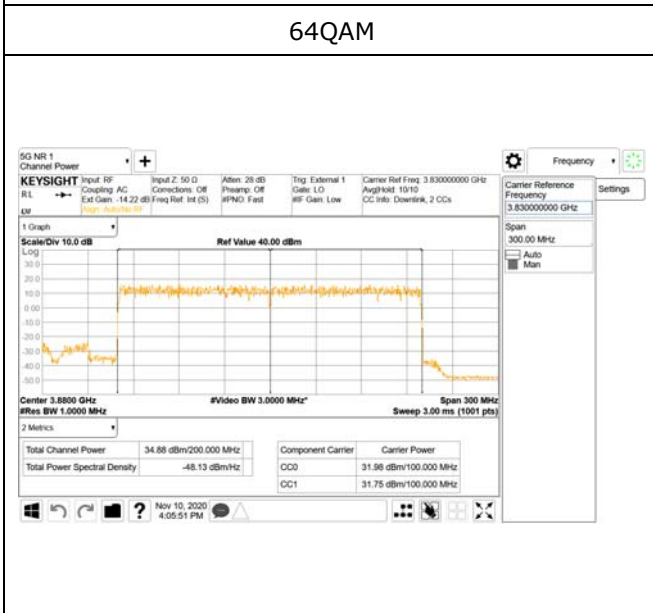 64QAM
5G NR 1
Channel Power
Frequency
KEYSIGHT
Input: RF
Input Z: 50 Ω
Atten: 28 dB
Trig: External 1
Carrier Ref Freq: 3.830000000 GHz
R L
Coupling: AC
Corrections: Off
Preamp: Off
Gate: LO
Avg|Hold: 10/10
Ext Gain: -14.22 dB
Freq Ref: Int (S)
#PNO: Fast
#IF Gain: Low
CC Info: Downlink, 2 CCs
Align: Auto/No RF
Carrier Reference
Frequency
3.830000000 GHz
Settings
Span
300.00 MHz
Auto
Man
1 Graph
Scale/Div 10.0 dB
Ref Value 40.00 dBm
Log
30.0
20.0
10.0
0.00
-10.0
-20.0
-30.0
-40.0
-50.0
Center 3.8800 GHz
#Video BW 3.0000 MHz*
Span 300 MHz
#Res BW 1.0000 MHz
Sweep 3.00 ms (1001 pts)
2 Metrics
Total Channel Power
34.88 dBm/200.000 MHz
Component Carrier
Carrier Power
Total Power Spectral Density
-48.13 dBm/Hz
CC0
31.98 dBm/100.000 MHz
CC1
31.75 dBm/100.000 MHz
Nov 10, 2020
4:05:51 PM